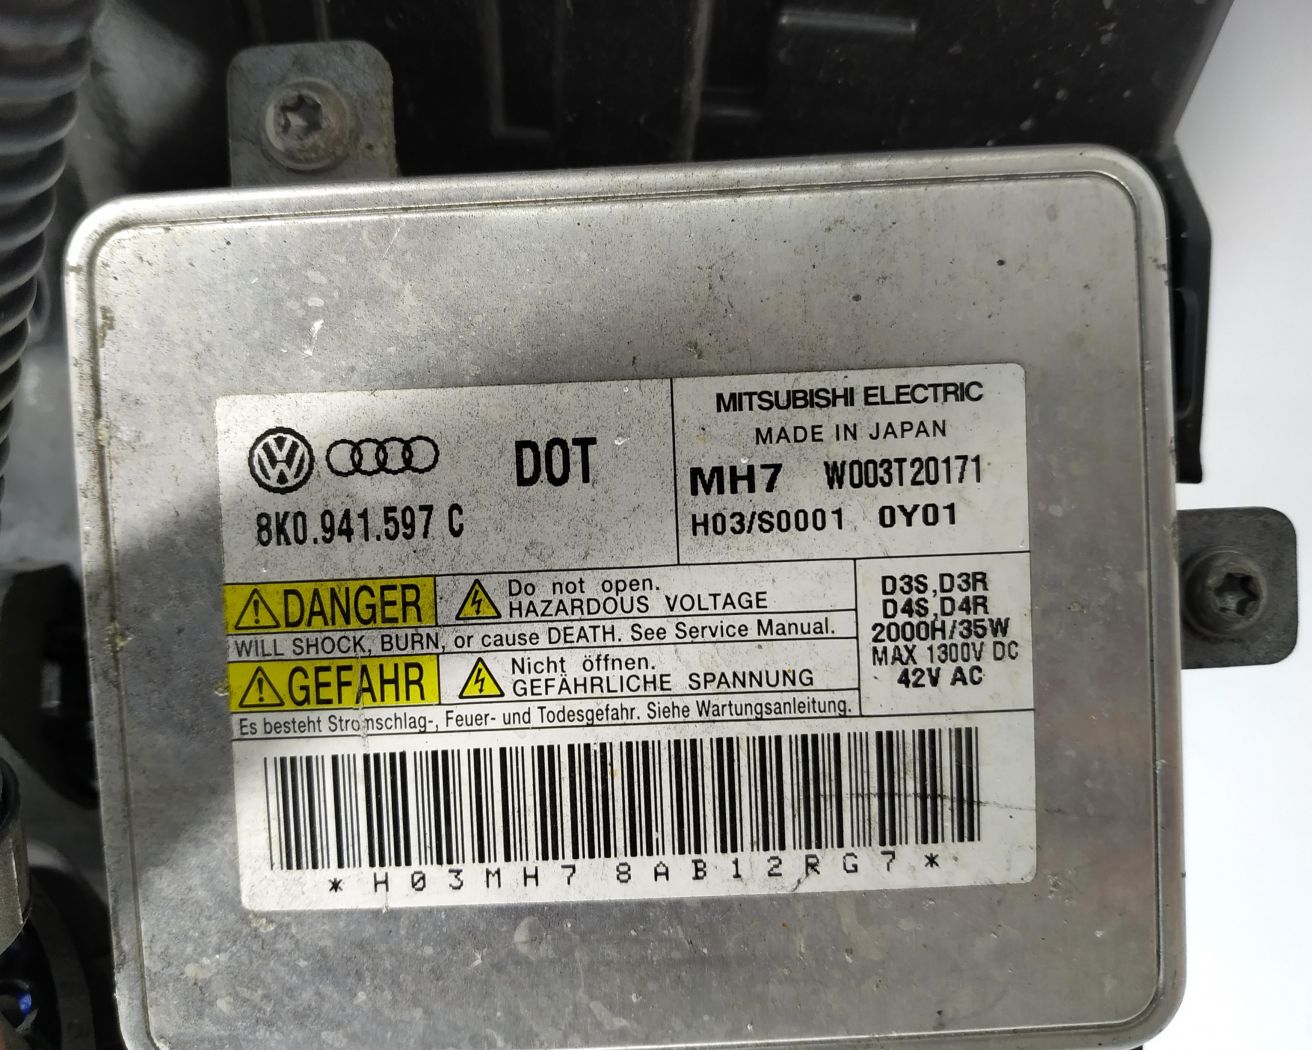 DOT
8K0.941.597 C
MITSUBISHI ELECTRIC
MADE IN JAPAN
MH7 W003T20171
H03/S0001 0Y01
DANGER
Do not open.
HAZARDOUS VOLTAGE
WILL SHOCK, BURN, or cause DEATH. See Service Manual.
GEFAHR
Nicht öffnen.
GEFÄHRLICHE SPANNUNG
Es besteht Stromschlag-, Feuer- und Todesgefahr. Siehe Wartungsanleitung.
D3S,D3R
D4S,D4R
2000H/35W
MAX 1300V DC
42V AC
*H03MH78AB12RG7*